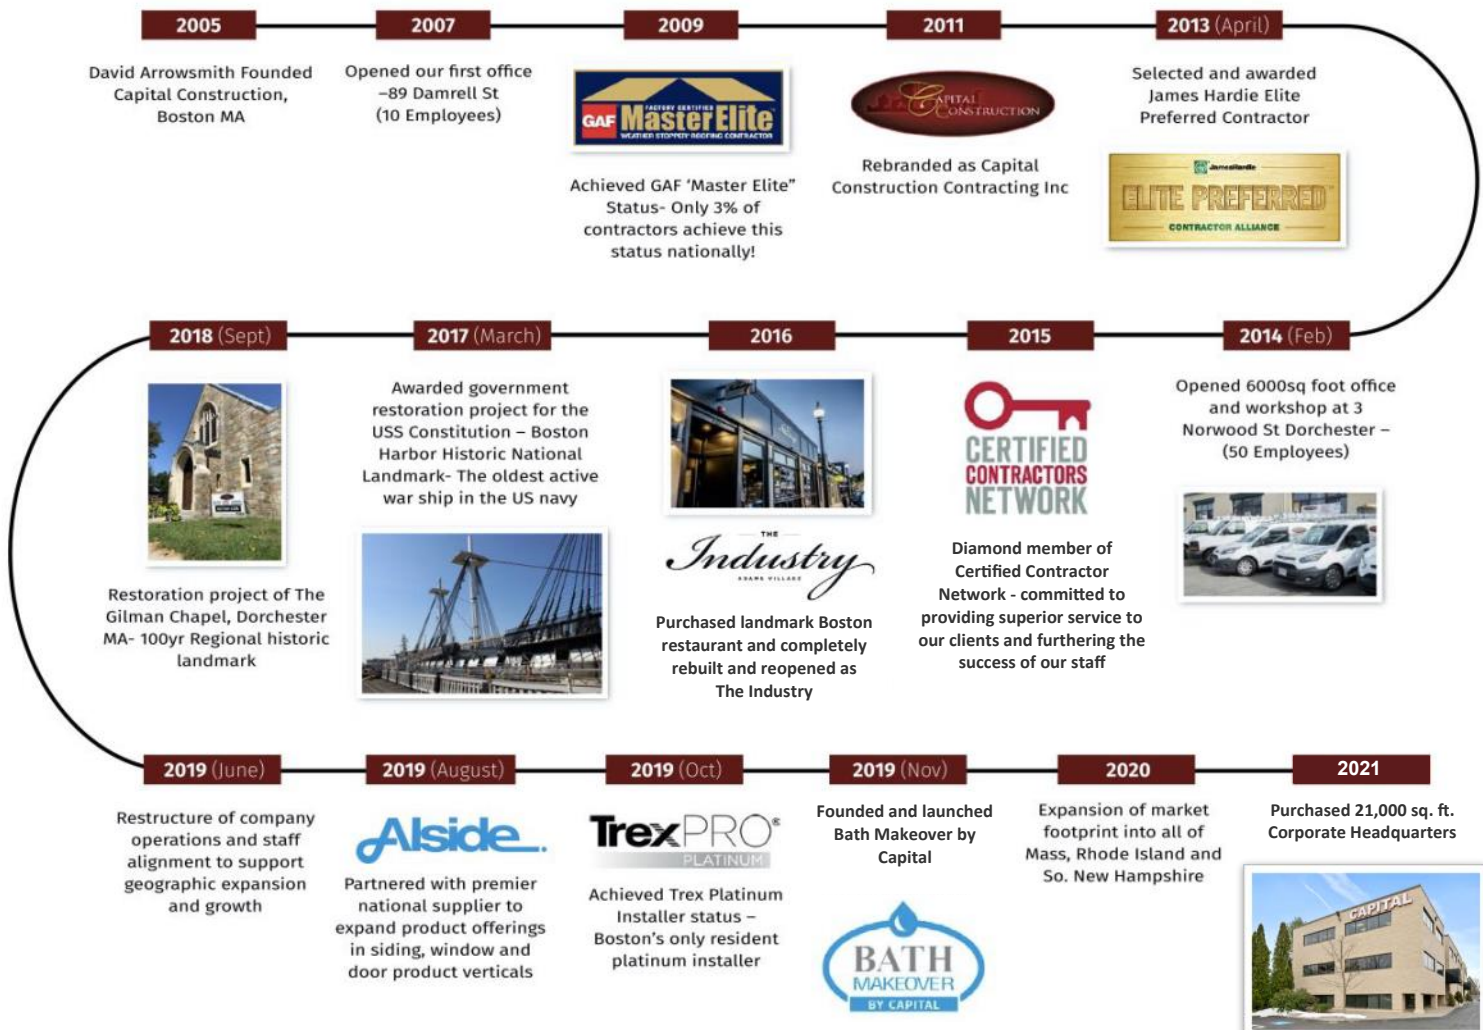 2005
David Arrowsmith Founded
Capital Construction,
Boston MA
2007
Opened our first office
–89 Damrell St
(10 Employees)
2009
FACTORY CERTIFIED
GAF MasterElite™
WEATHER STOPPER® ROOFING CONTRACTOR
Achieved GAF ‘Master Elite”
Status- Only 3% of
contractors achieve this
status nationally!
2011
CAPITAL
CONSTRUCTION
Rebranded as Capital
Construction Contracting Inc
2013 (April)
Selected and awarded
James Hardie Elite
Preferred Contractor
JamesHardie
ELITE PREFERRED™
CONTRACTOR ALLIANCE
2014 (Feb)
Opened 6000sq foot office
and workshop at 3
Norwood St Dorchester –
(50 Employees)
2015
CERTIFIED
CONTRACTORS
NETWORK
Diamond member of
Certified Contractor
Network - committed to
providing superior service to
our clients and furthering the
success of our staff
2016
THE
Industry
ADAMS VILLAGE
Purchased landmark Boston
restaurant and completely
rebuilt and reopened as
The Industry
2017 (March)
Awarded government
restoration project for the
USS Constitution – Boston
Harbor Historic National
Landmark- The oldest active
war ship in the US navy
2018 (Sept)
Restoration project of The
Gilman Chapel, Dorchester
MA- 100yr Regional historic
landmark
2019 (June)
Restructure of company
operations and staff
alignment to support
geographic expansion
and growth
2019 (August)
Alside.
Partnered with premier
national supplier to
expand product offerings
in siding, window and
door product verticals
2019 (Oct)
TrexPRO®
PLATINUM
Achieved Trex Platinum
Installer status –
Boston’s only resident
platinum installer
2019 (Nov)
Founded and launched
Bath Makeover by
Capital
BATH
MAKEOVER
BY CAPITAL
2020
Expansion of market
footprint into all of
Mass, Rhode Island and
So. New Hampshire
2021
Purchased 21,000 sq. ft.
Corporate Headquarters
CAPITAL